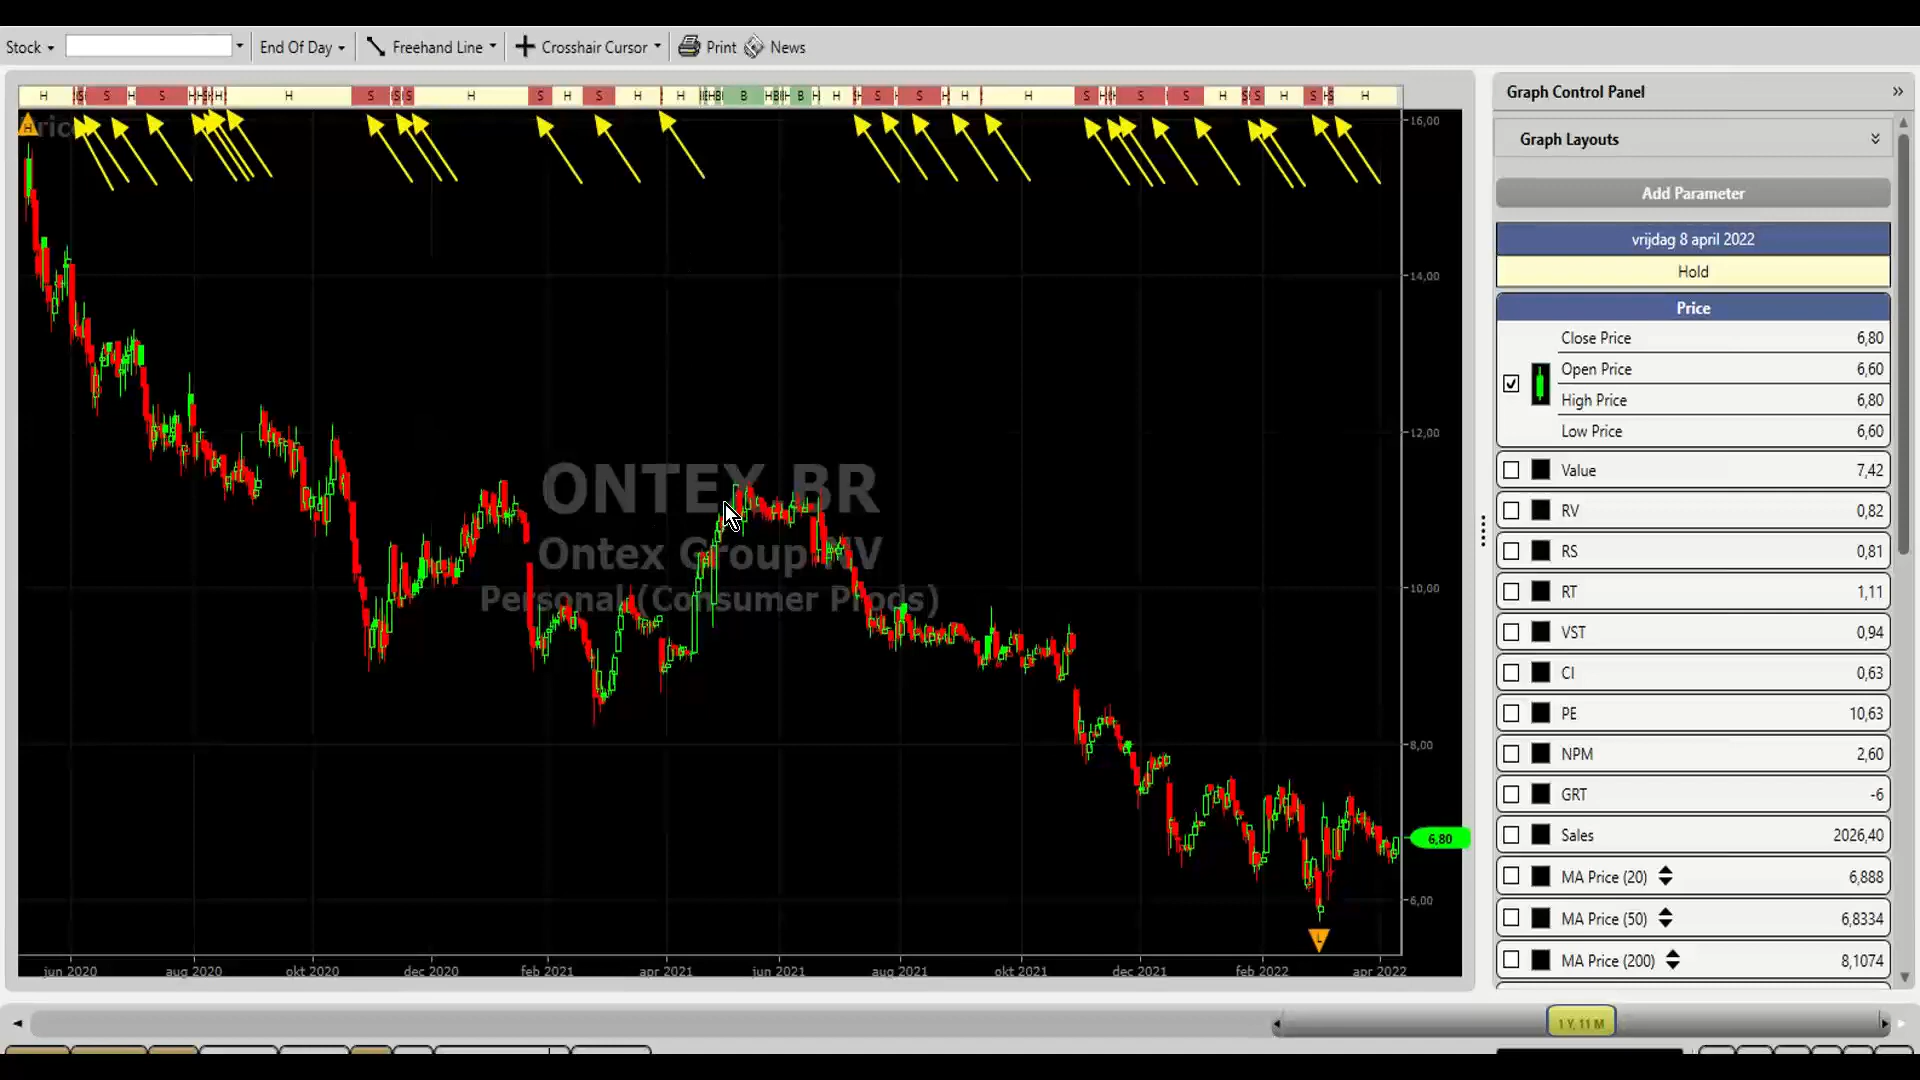 Stock End Of Day Freehand Line Crosshair Cursor Print News
Graph Control Panel
Graph Layouts
Add Parameter
vrijdag 8 april 2022
Hold
Price
Close Price 6,80
Open Price 6,60
High Price 6,80
Low Price 6,60
Value 7,42
RV 0,82
RS 0,81
RT 1,11
VST 0,94
CI 0,63
PE 10,63
NPM 2,60
GRT -6
Sales 2026,40
MA Price (20) 6,888
MA Price (50) 6,8334
MA Price (200) 8,1074
H S H S H H S S H S H S H H B B H S S H H S S S H S H S H
16,00
14,00
12,00
10,00
8,00
6,80
6,00
ONTEX.BR
Ontex Group NV
Personal (Consumer Prods)
H
L
jun 2020 aug 2020 okt 2020 dec 2020 feb 2021 apr 2021 jun 2021 aug 2021 okt 2021 dec 2021 feb 2022 apr 2022
1 Y, 11 M